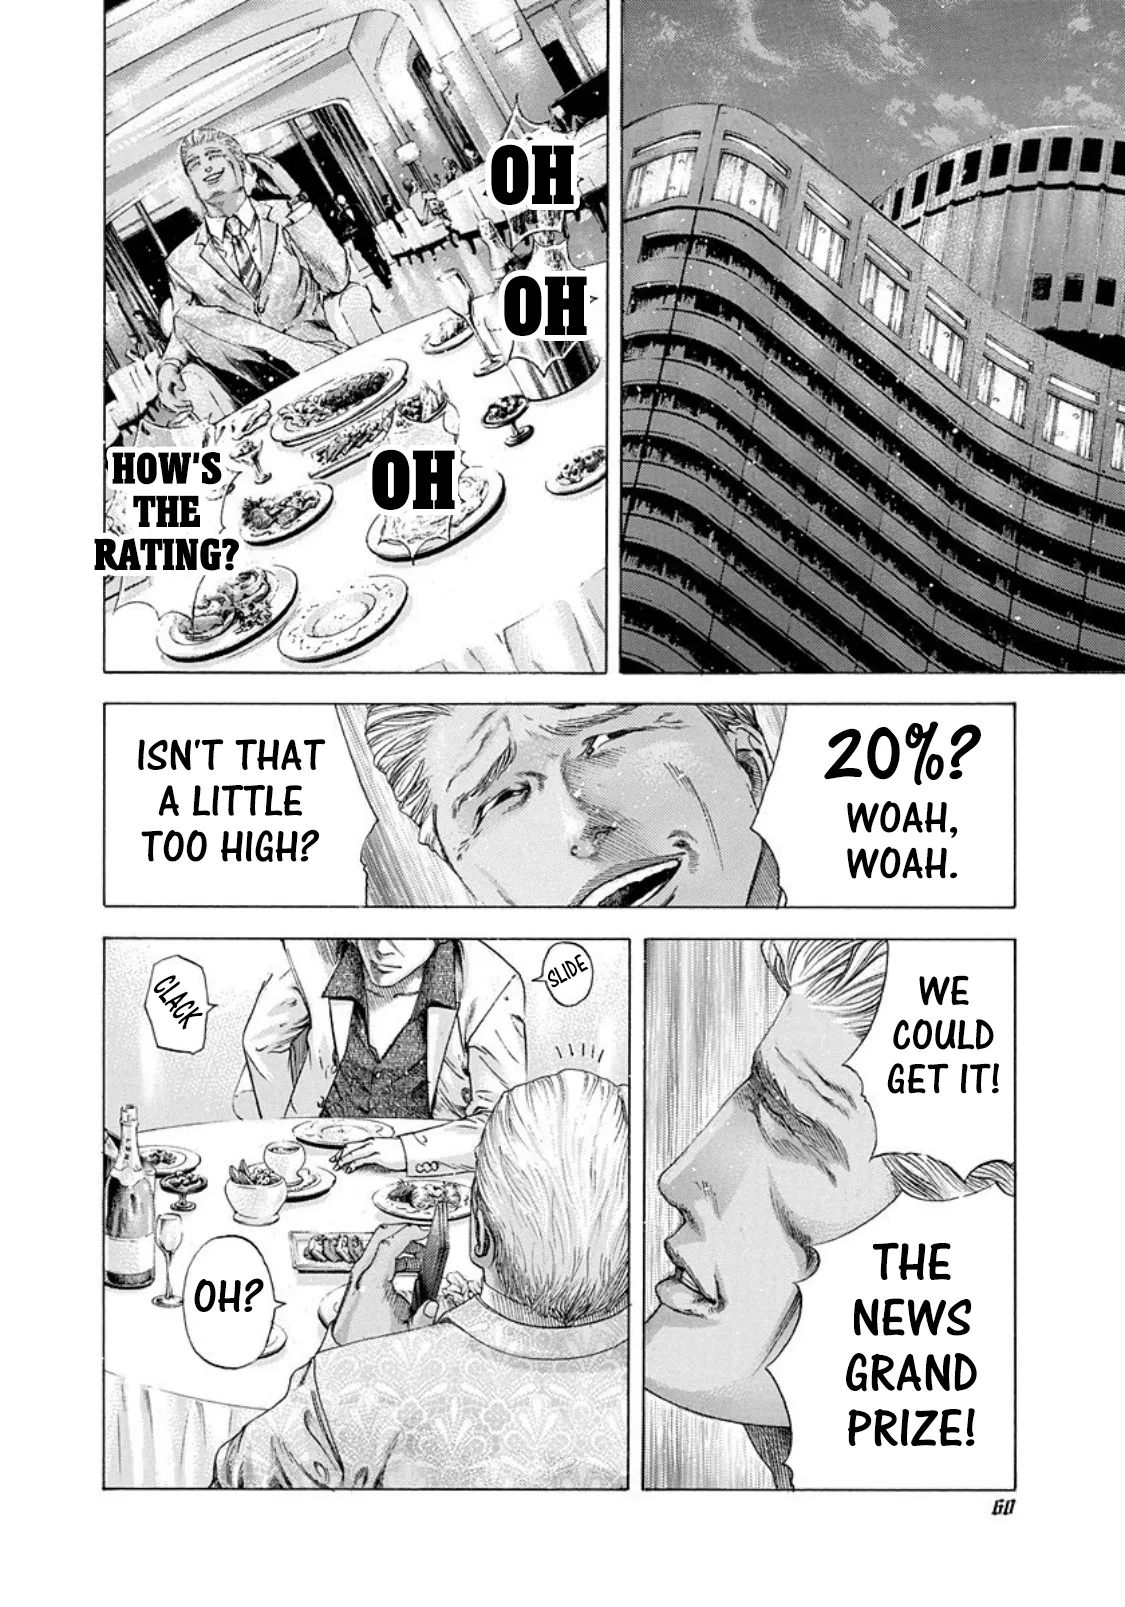 OH
OH
OH
HOW'S
THE
RATING?
20%?
WOAH,
WOAH.
ISN'T THAT
A LITTLE
TOO HIGH?
WE
COULD
GET IT!
THE
NEWS
GRAND
PRIZE!
SLIDE
CLACK
OH?
60